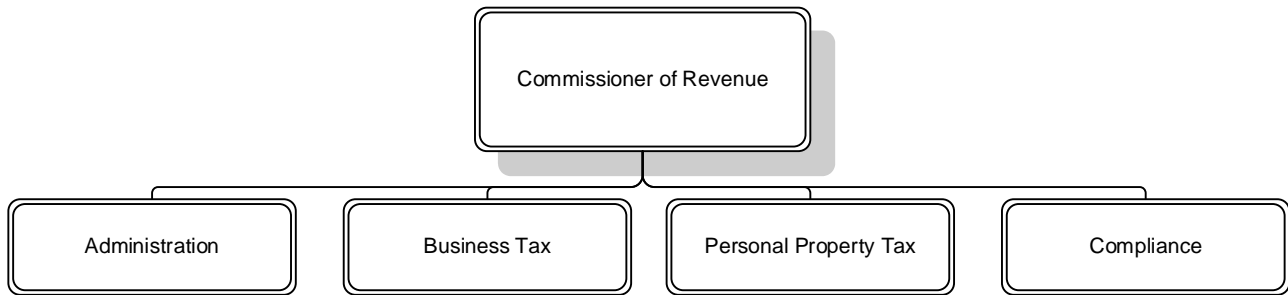 Commissioner of Revenue
Administration
Business Tax
Personal Property Tax
Compliance